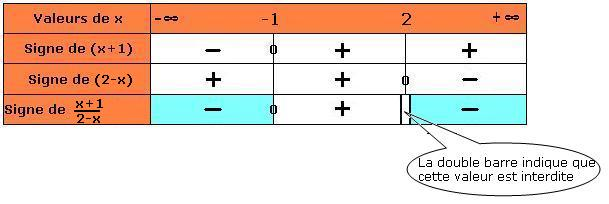 Valeurs de x -∞ -1 2 +∞
Signe de (x+1) - 0 + +
Signe de (2-x) + + 0 -
Signe de x+1/2-x - 0 + -
La double barre indique que
cette valeur est interdite